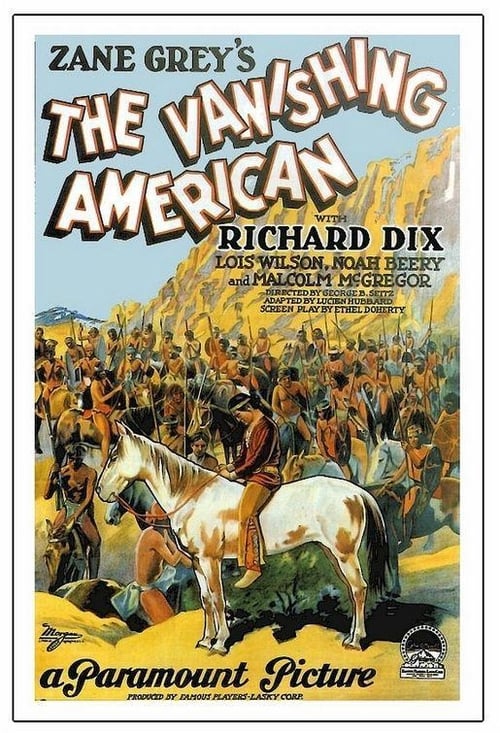 ZANE GREY'S
THE VANISHING
AMERICAN
WITH
RICHARD DIX
LOIS WILSON, NOAH BEERY
and MALCOLM McGREGOR
DIRECTED BY GEORGE B. SEITZ
ADAPTED BY LUCIEN HUBBARD
SCREEN PLAY BY ETHEL DOHERTY
Morgan
a Paramount Picture
PRODUCED BY FAMOUS PLAYERS-LASKY CORP.